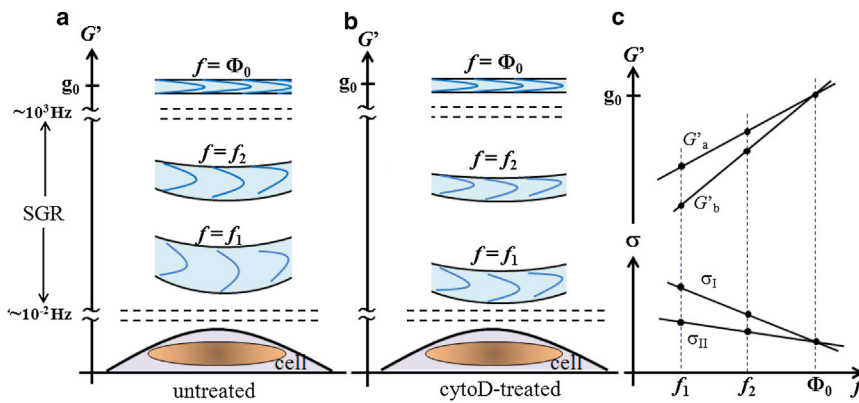 a
G'
f = Φ0
g0
~10³Hz
f = f2
SGR
f = f1
~10⁻²Hz
cell
untreated
b
G'
f = Φ0
g0
f = f2
f = f1
cell
cytoD-treated
c
G'
g0
G'a
G'b
σ
σI
σII
f1
f2
Φ0
f